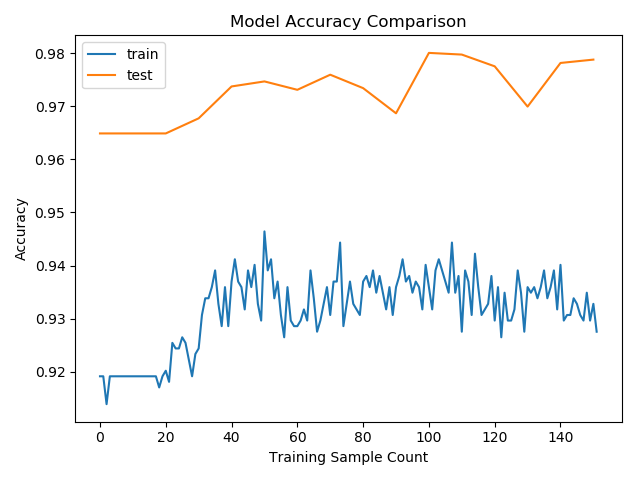 Model Accuracy Comparison
train
test
0.98
0.97
0.96
0.95
0.94
0.93
0.92
Accuracy
0 20 40 60 80 100 120 140
Training Sample Count